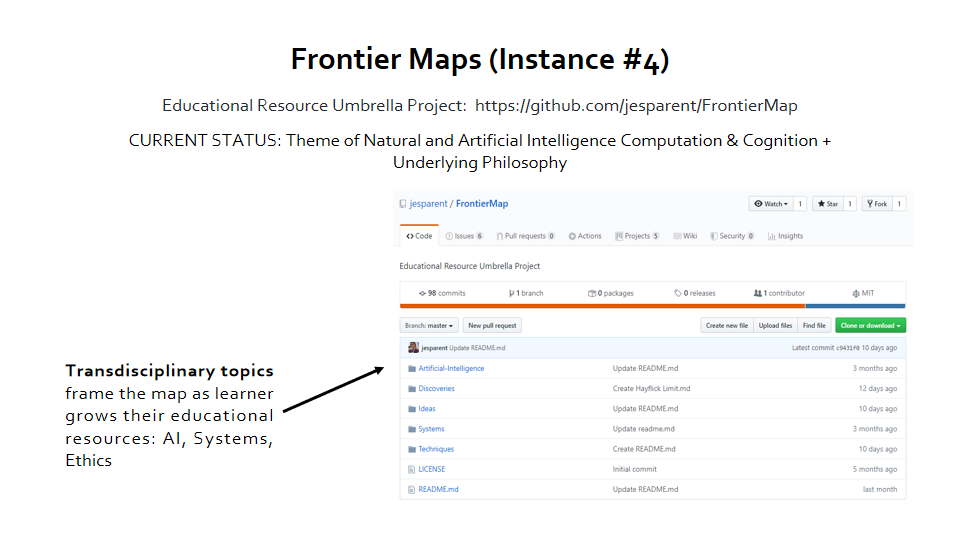 Frontier Maps (Instance #4)
Educational Resource Umbrella Project: https://github.com/jesparent/FrontierMap
CURRENT STATUS: Theme of Natural and Artificial Intelligence Computation & Cognition +
Underlying Philosophy
jesparent / FrontierMap
Watch 1 Star 1 Fork 1
Code Issues 6 Pull requests 0 Actions Projects 5 Wiki Security 0 Insights
Educational Resource Umbrella Project
98 commits 1 branch 0 packages 0 releases 1 contributor MIT
Branch: master New pull request Create new file Upload files Find file Clone or download
jesparent Update README.md Latest commit c9431f0 10 days ago
Artificial-Intelligence Update README.md 3 months ago
Discoveries Create Hayflick Limit.md 12 days ago
Ideas Update README.md 10 days ago
Systems Update readme.md 3 months ago
Techniques Create README.md 10 days ago
LICENSE Initial commit 5 months ago
README.md Update README.md last month
Transdisciplinary topics
frame the map as learner
grows their educational
resources: AI, Systems,
Ethics